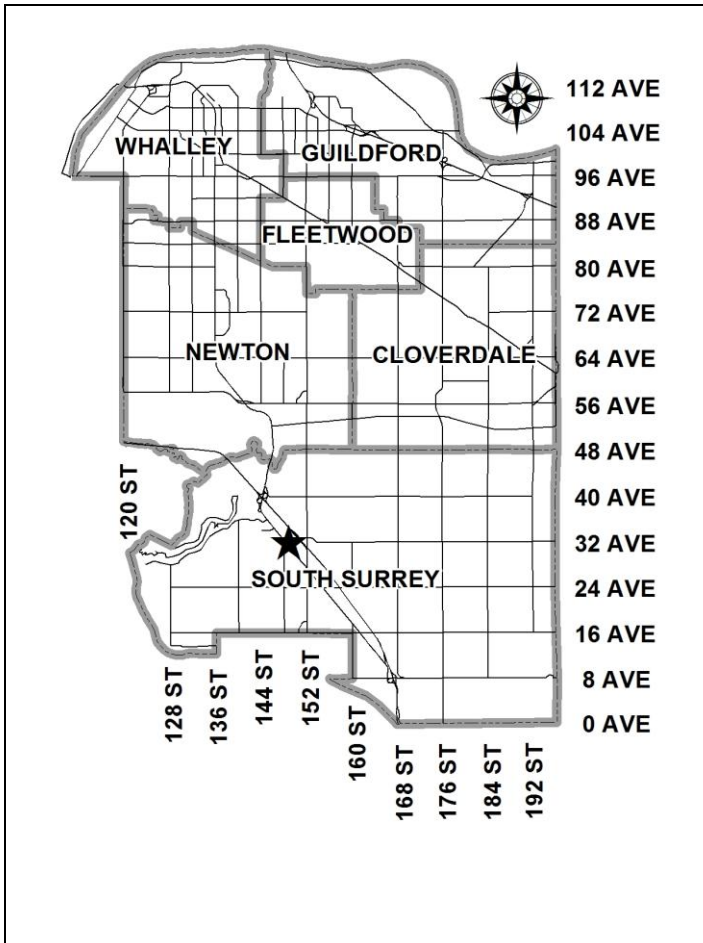 112 AVE
104 AVE
WHALLEY
GUILDFORD
96 AVE
88 AVE
FLEETWOOD
80 AVE
72 AVE
NEWTON
CLOVERDALE
64 AVE
56 AVE
48 AVE
120 ST
40 AVE
32 AVE
SOUTH SURREY
24 AVE
16 AVE
8 AVE
0 AVE
128 ST
136 ST
144 ST
152 ST
160 ST
168 ST
176 ST
184 ST
192 ST